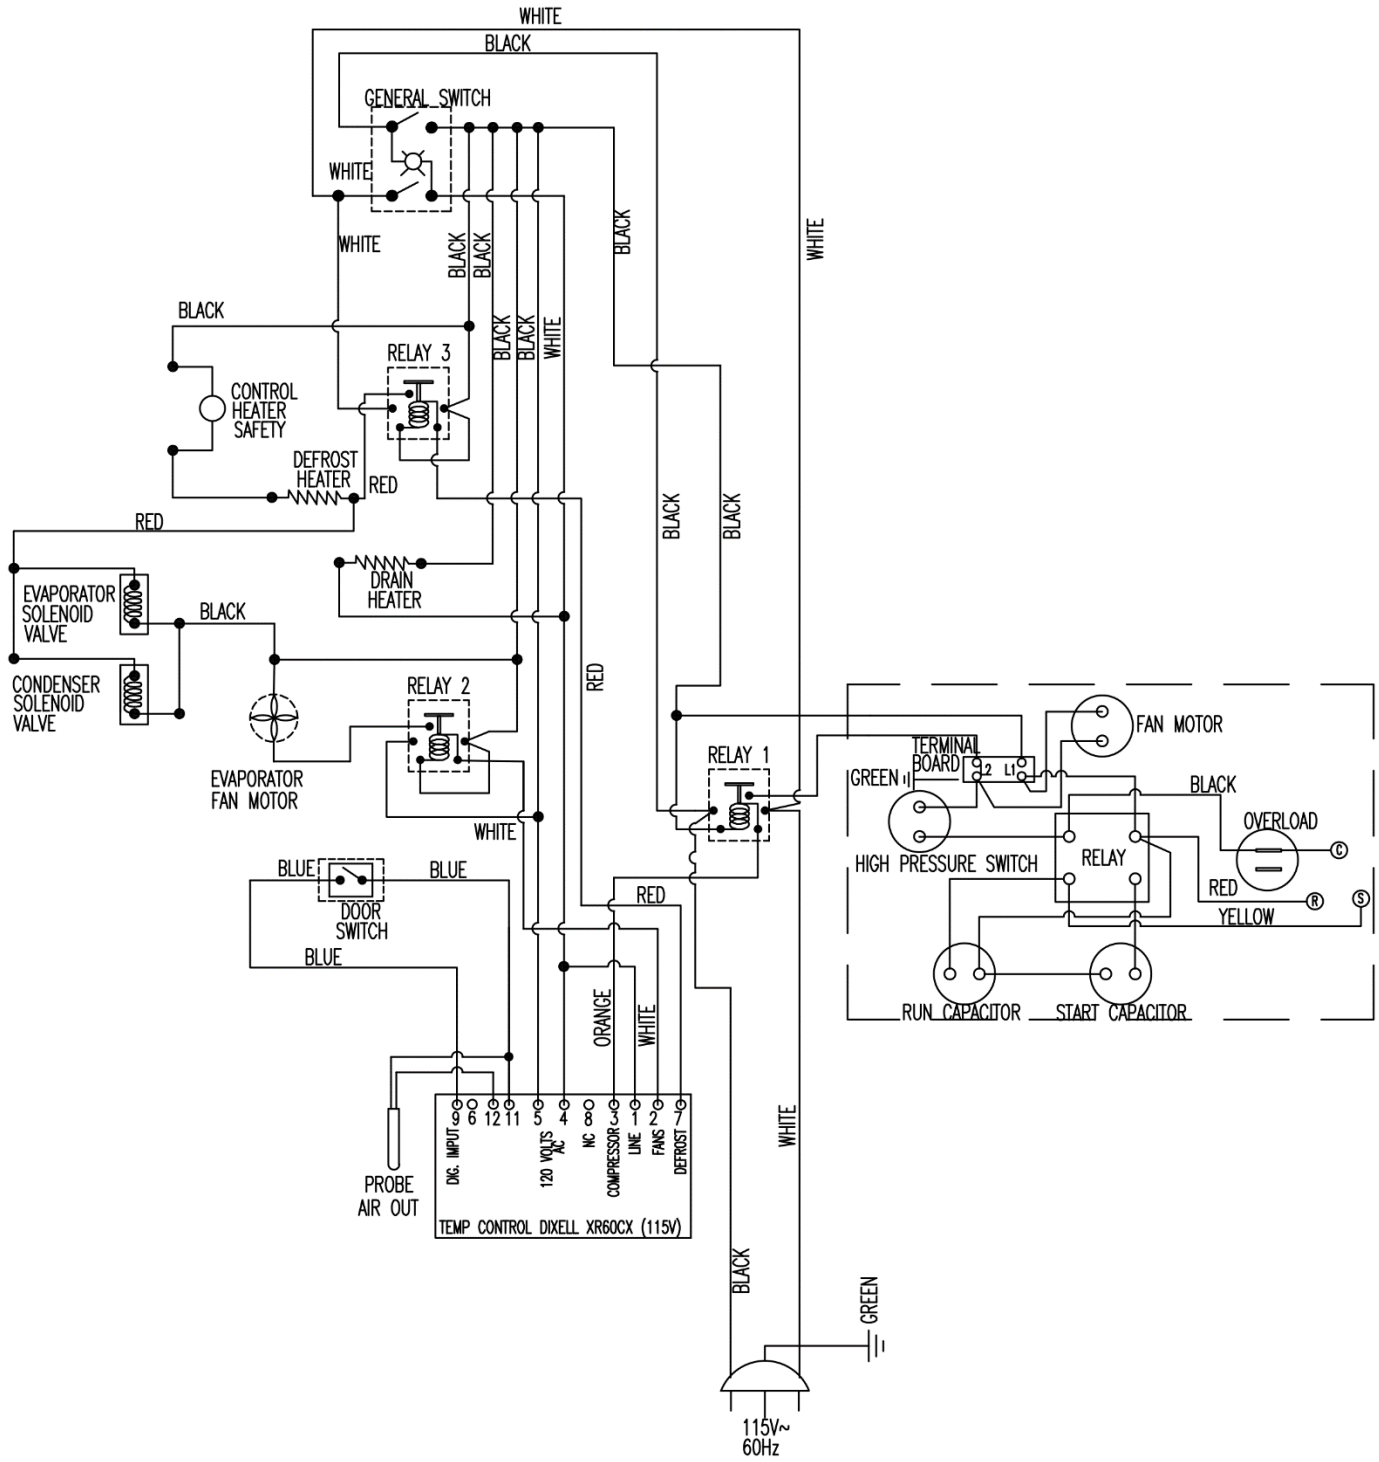 WHITE
BLACK
GENERAL SWITCH
WHITE
WHITE
BLACK
BLACK
BLACK
WHITE
BLACK
BLACK
BLACK
WHITE
RELAY 3
CONTROL
HEATER
SAFETY
DEFROST
HEATER
RED
RED
BLACK
BLACK
DRAIN
HEATER
EVAPORATOR
SOLENOID
VALVE
BLACK
CONDENSER
SOLENOID
VALVE
RED
RELAY 2
EVAPORATOR
FAN MOTOR
WHITE
RELAY 1
FAN MOTOR
TERMINAL
BOARD
L2 L1
GREEN
BLACK
OVERLOAD
HIGH PRESSURE SWITCH
RELAY
C
RED
R
S
YELLOW
RUN CAPACITOR
START CAPACITOR
BLUE
BLUE
DOOR
SWITCH
RED
BLUE
ORANGE
WHITE
9 6 12 11 5 4 8 3 1 2 7
DIG. IMPUT
120 VOLTS
AC
NC
COMPRESSOR
LINE
FANS
DEFROST
TEMP CONTROL DIXELL XR60CX (115V)
PROBE
AIR OUT
WHITE
BLACK
GREEN
115V~
60Hz